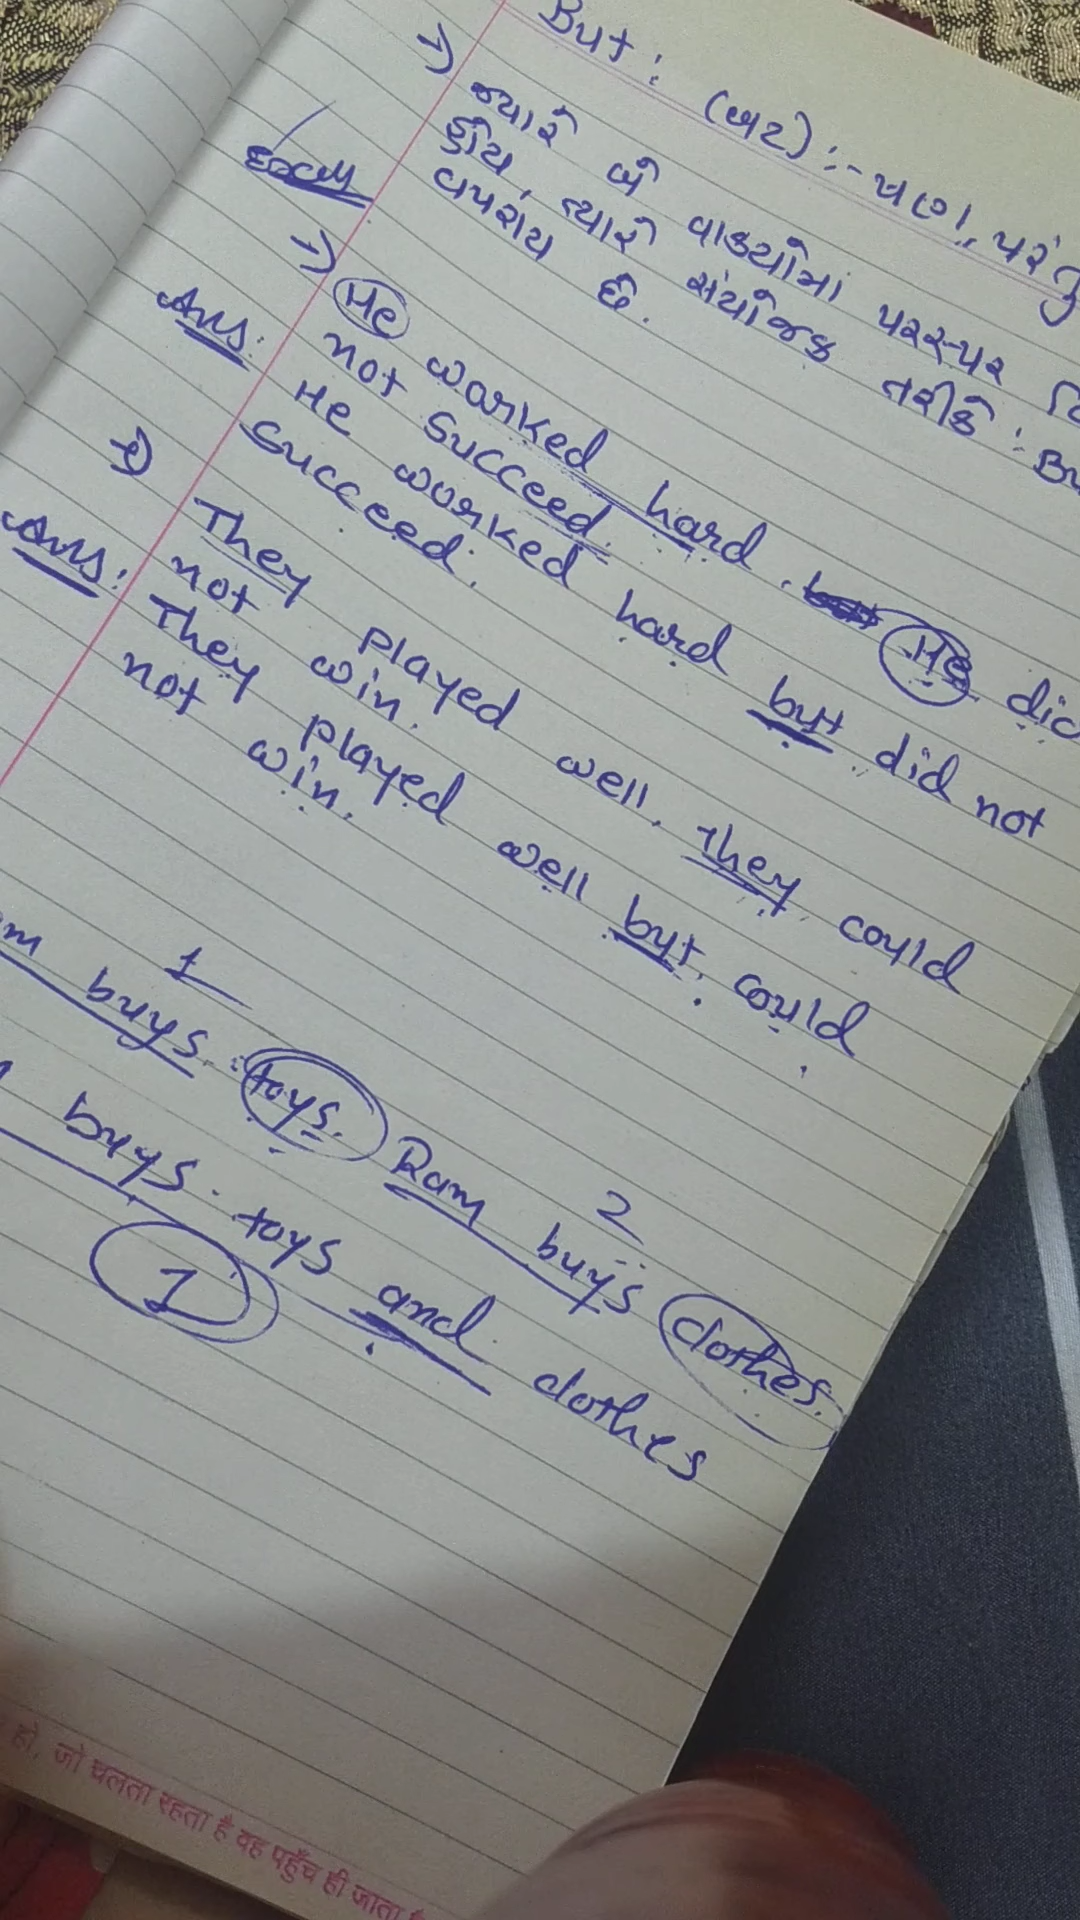 But : (બટ) :- પણ, પરંતુ
→ જ્યારે બે વાક્યોમાં પરસ્પર
હોય, ત્યારે સંયોજક તરીકે : Bu
વપરાય છે.
→ He worked hard. He did
not succeed.
Ans: He worked hard but did not
succeed.
→ They played well. they could
not win.
Ans: They played well but could
not win.
1 2
buys toys. Ram buys clothes.
buys toys and clothes
1
हो, जो चलता रहता है वह पहुँच ही जाता